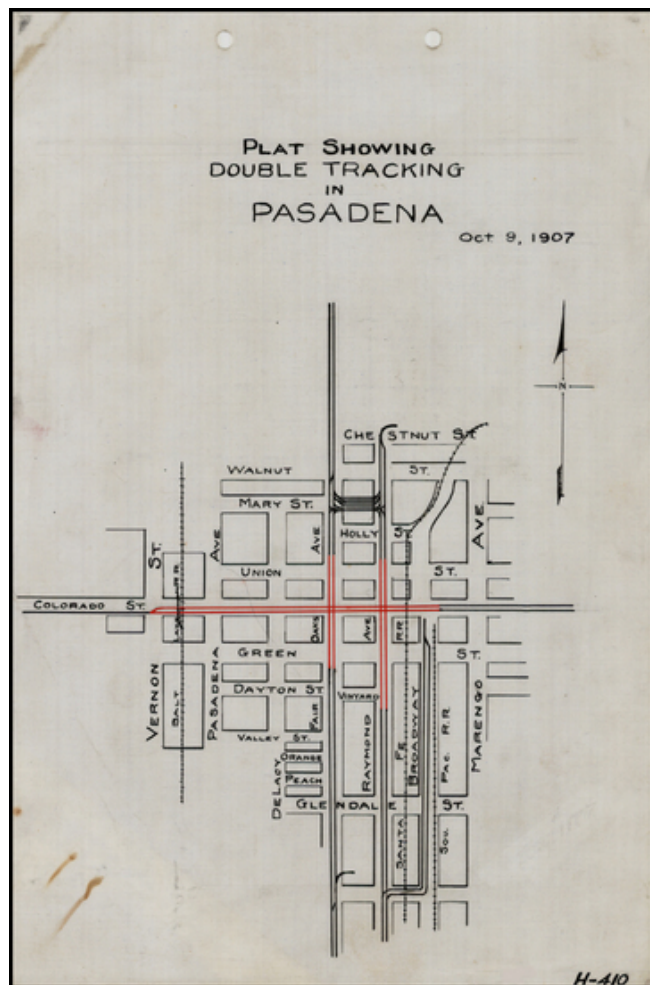 PLAT SHOWING
DOUBLE TRACKING
IN
PASADENA
OCT 9, 1907
N
CHESTNUT ST.
WALNUT ST.
MARY ST.
HOLLY ST.
UNION ST.
COLORADO ST.
GREEN ST.
DAYTON ST.
VINYARD
VALLEY ST.
ORANGE
PEACH
GLENDALE ST.
VERNON ST.
SALT R.R.
PASADENA AVE
DELACY
FAIR OAKS AVE
RAYMOND AVE
SANTA FE R.R.
BROADWAY
SOU. PAC. R.R.
MARENGO AVE
H-410